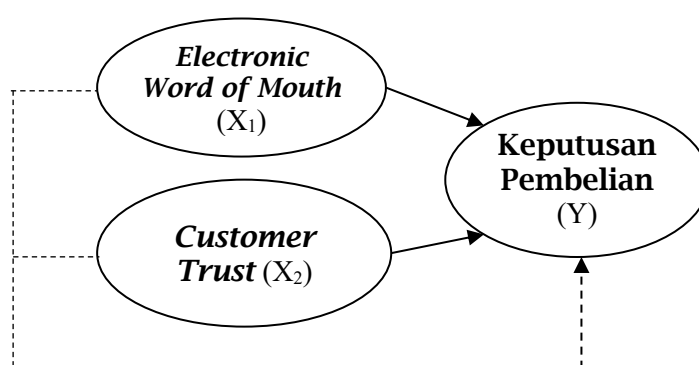 Electronic
Word of Mouth
(X₁)
Keputusan
Pembelian
(Y)
Customer
Trust (X₂)